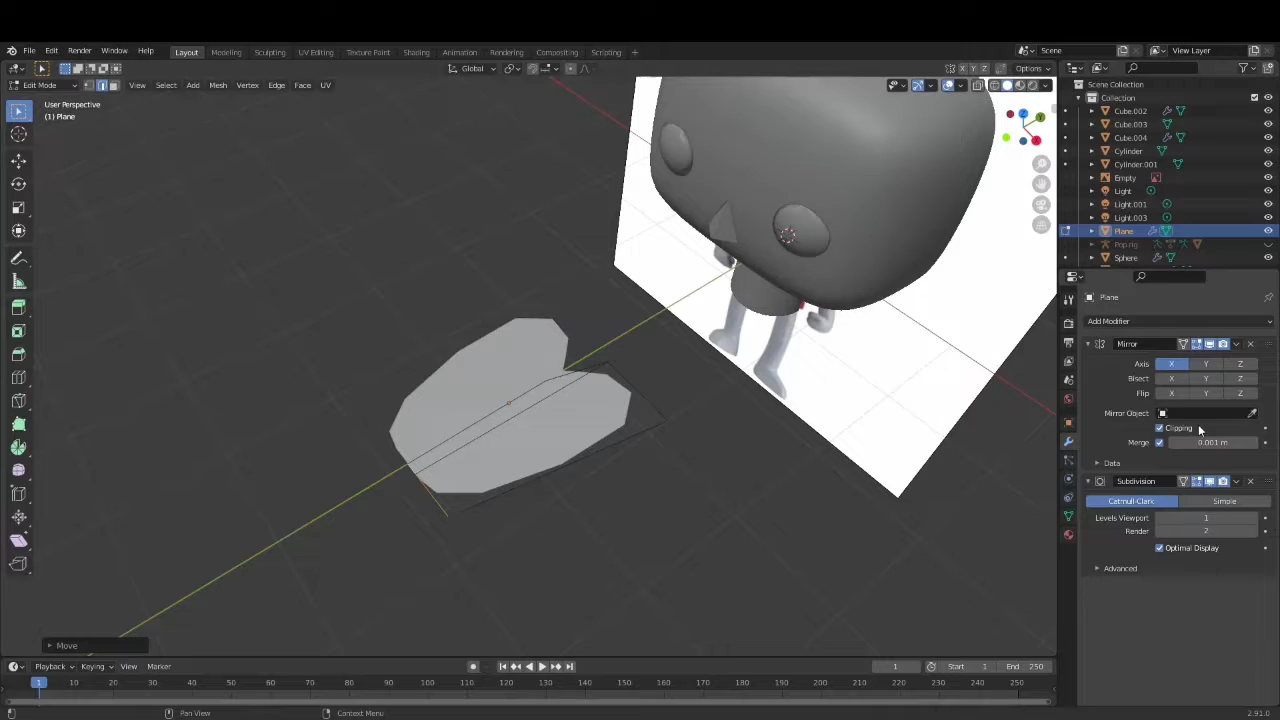 File Edit Render Window Help Layout Modeling Sculpting UV Editing Texture Paint Shading Animation Rendering Compositing Scripting + Scene View Layer
Global Options
Edit Mode View Select Add Mesh Vertex Edge Face UV X Y Z
User Perspective
(1) Plane
Scene Collection
Collection
Cube.002
Cube.003
Cube.004
Cylinder
Cylinder.001
Empty
Light
Light.001
Light.003
Plane
Pop.rig
Sphere
Plane
Add Modifier
Mirror
Axis X Y Z
Bisect X Y Z
Flip X Y Z
Mirror Object
Clipping
Merge 0.001 m
Data
Subdivision
Catmull-Clark Simple
Levels Viewport 1
Render 2
Optimal Display
Advanced
Move
Playback Keying View Marker 1 Start 1 End 250
1 10 20 30 40 50 60 70 80 90 100 110 120 130 140 150 160 170 180 190 200 210 220 230 240 250
Pan View Context Menu 2.91.0